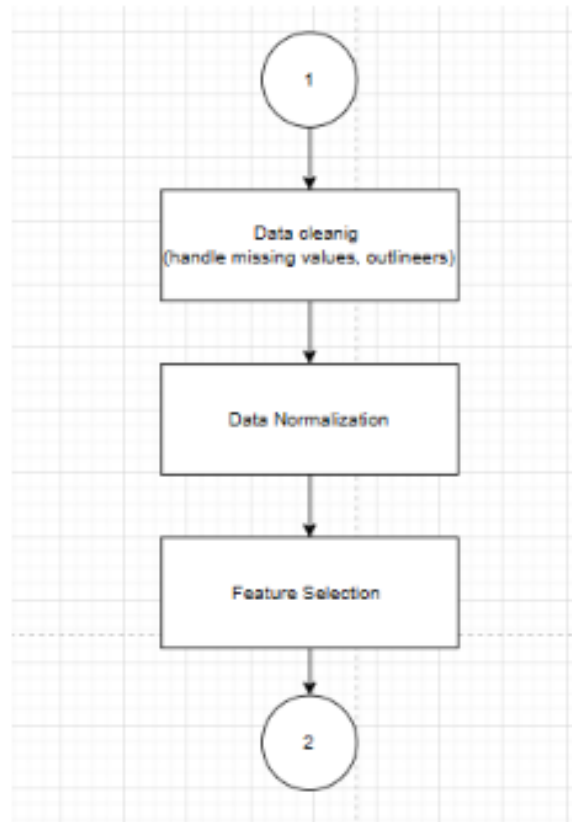 1
Data cleanig
(handle missing values, outlineers)
Data Normalization
Feature Selection
2